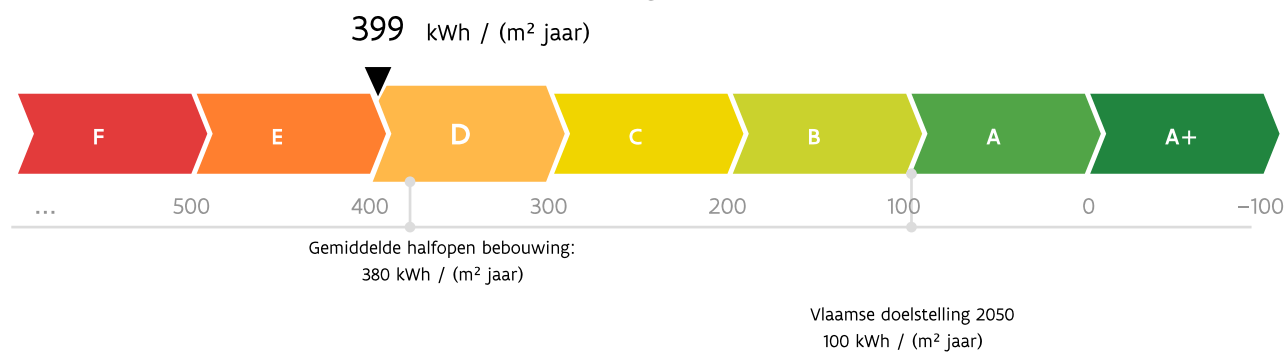 399 kWh / (m² jaar)
F E D C B A A+
... 500 400 300 200 100 0 −100
Gemiddelde halfopen bebouwing:
380 kWh / (m² jaar)
Vlaamse doelstelling 2050
100 kWh / (m² jaar)